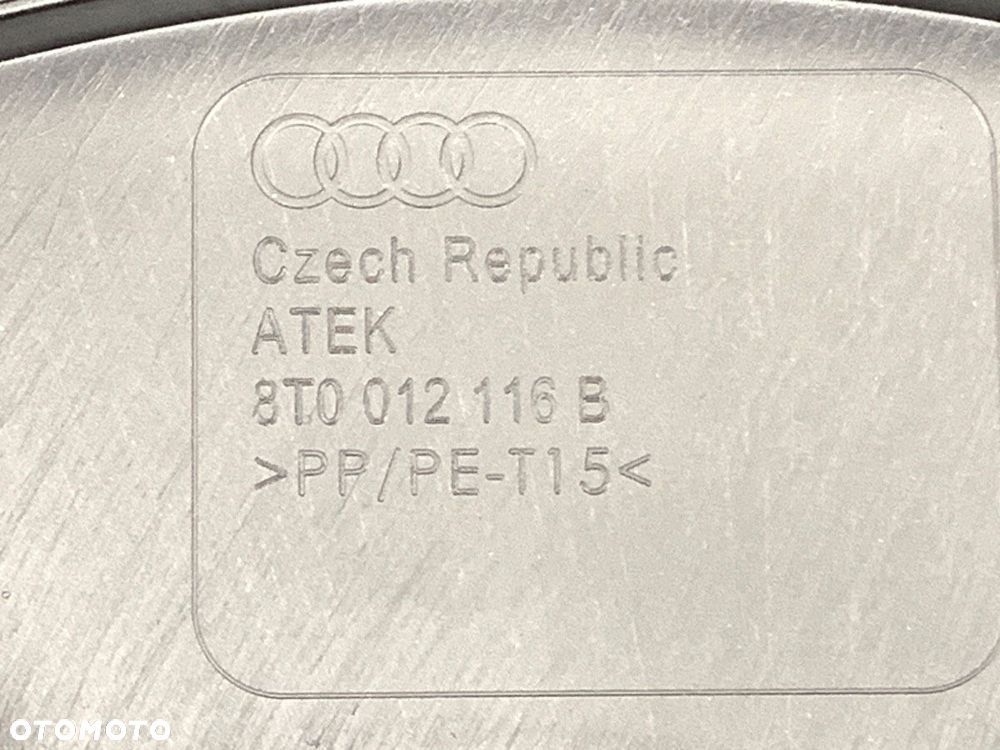 Czech Republic
ATEK
8T0 012 116 B
>PP/PE-T15<
OTOMOTO